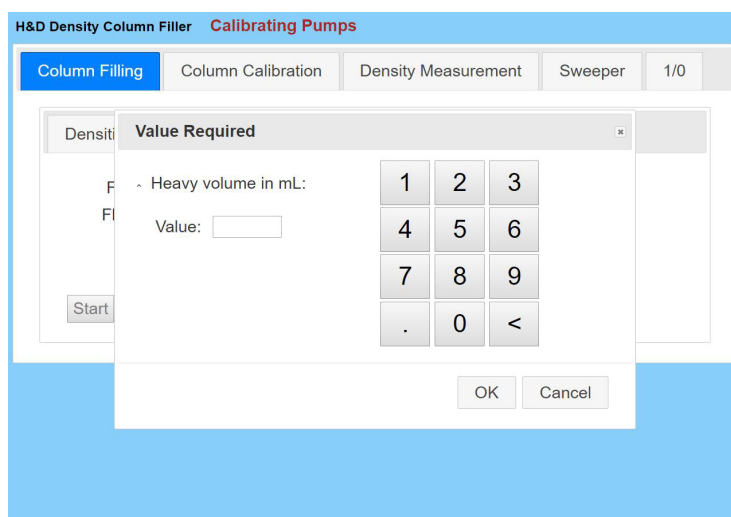 H&D Density Column Filler Calibrating Pumps
Column Filling Column Calibration Density Measurement Sweeper 1/0
Value Required
Heavy volume in mL:
Value:
1 2 3
4 5 6
7 8 9
. 0 <
Start
OK Cancel